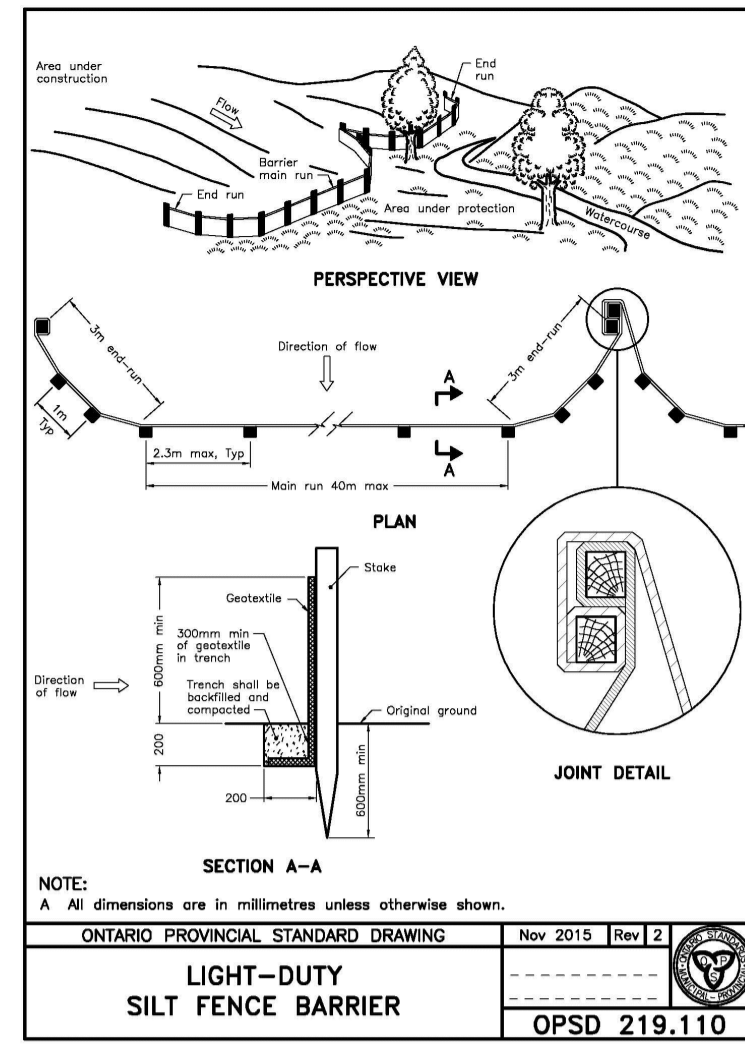 Area under
construction
Flow
End
run
Barrier
main run
End run
Area under protection
Watercourse
PERSPECTIVE VIEW
3m end-run
Direction of flow
3m end-run
A
1m
Typ
2.3m max, Typ
A
Main run 40m max
PLAN
Stake
Geotextile
600mm min
300mm min
of geotextile
in trench
Direction
of flow
Trench shall be
backfilled and
compacted
Original ground
200
600mm min
200
JOINT DETAIL
SECTION A-A
NOTE:
A All dimensions are in millimetres unless otherwise shown.
ONTARIO PROVINCIAL STANDARD DRAWING
Nov 2015 Rev 2
LIGHT-DUTY
SILT FENCE BARRIER
ONTARIO STANDARDS
MUNICIPAL - PROVINCIAL
O P S
OPSD 219.110